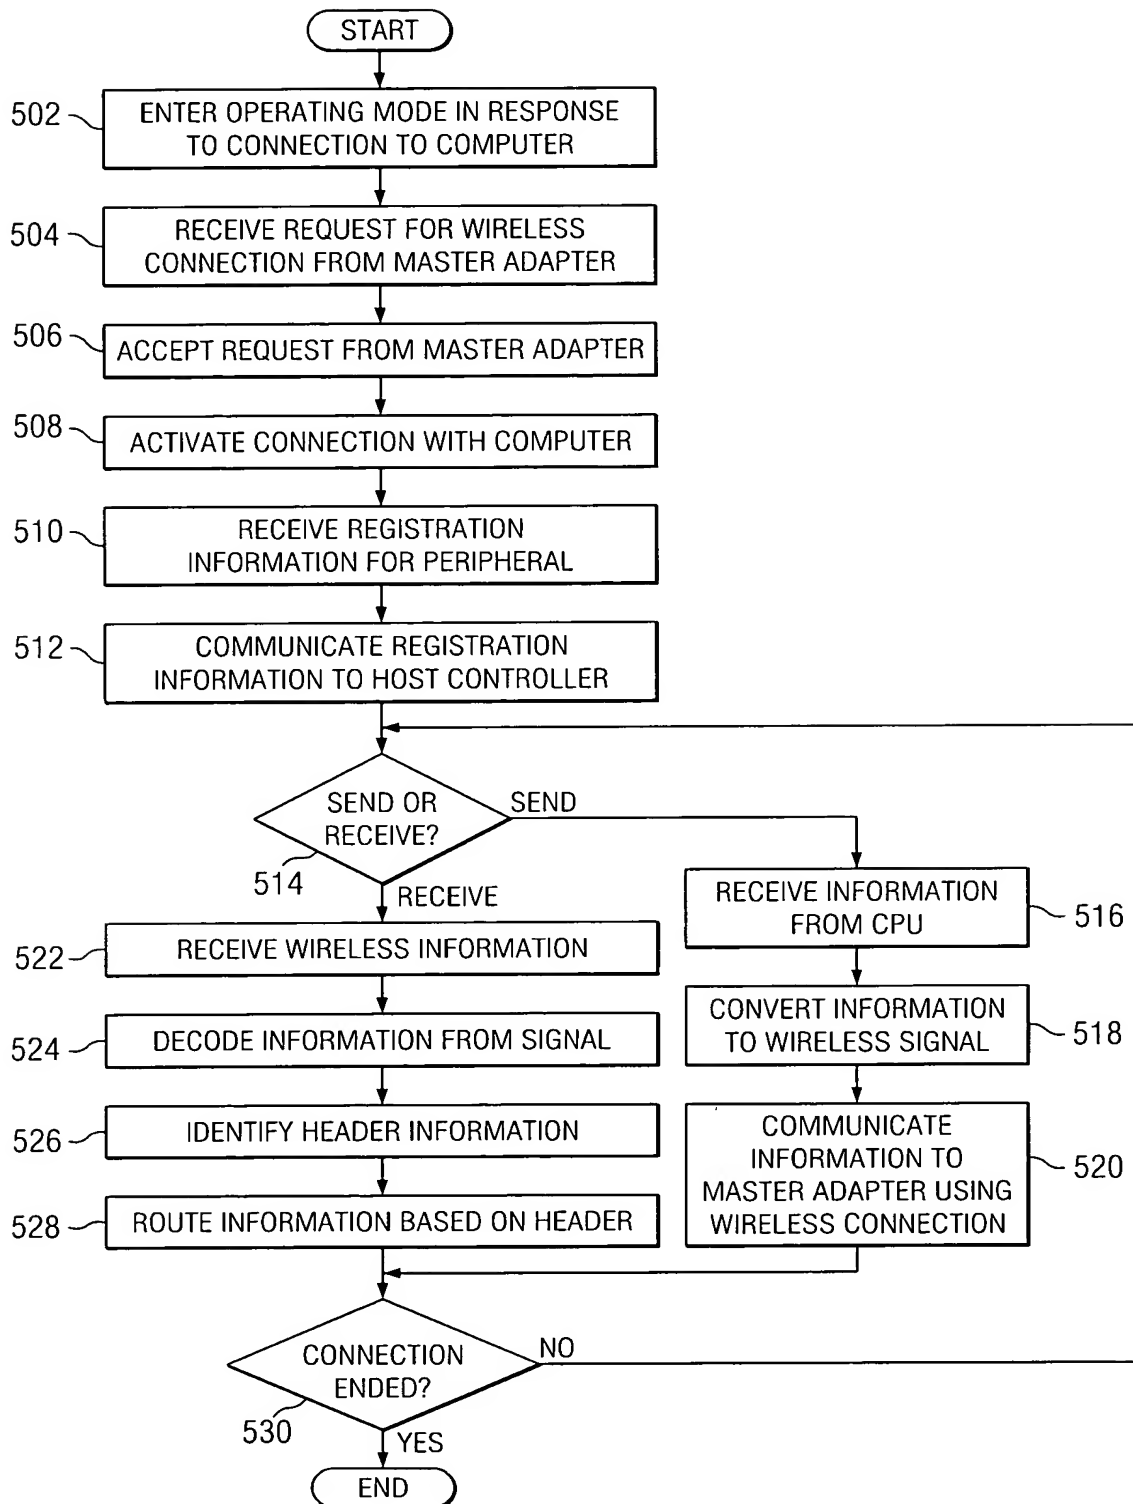 START
502
ENTER OPERATING MODE IN RESPONSE
TO CONNECTION TO COMPUTER
504
RECEIVE REQUEST FOR WIRELESS
CONNECTION FROM MASTER ADAPTER
506
ACCEPT REQUEST FROM MASTER ADAPTER
508
ACTIVATE CONNECTION WITH COMPUTER
510
RECEIVE REGISTRATION
INFORMATION FOR PERIPHERAL
512
COMMUNICATE REGISTRATION
INFORMATION TO HOST CONTROLLER
SEND OR
RECEIVE?
514
SEND
RECEIVE
RECEIVE INFORMATION
FROM CPU
516
CONVERT INFORMATION
TO WIRELESS SIGNAL
518
COMMUNICATE
INFORMATION TO
MASTER ADAPTER USING
WIRELESS CONNECTION
520
522
RECEIVE WIRELESS INFORMATION
524
DECODE INFORMATION FROM SIGNAL
526
IDENTIFY HEADER INFORMATION
528
ROUTE INFORMATION BASED ON HEADER
CONNECTION
ENDED?
530
NO
YES
END